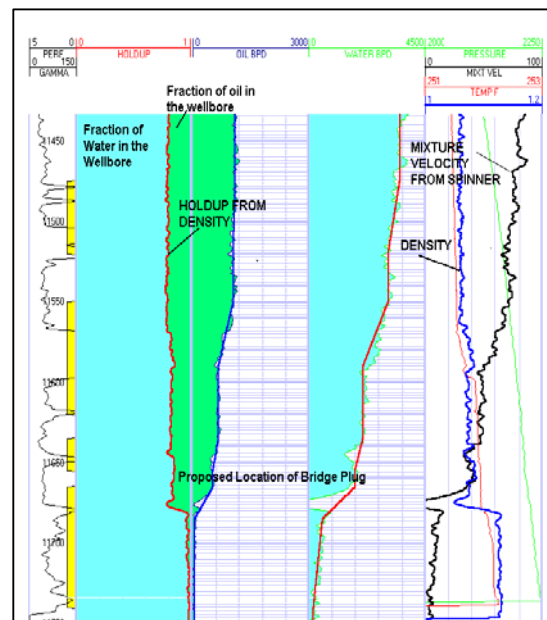 5 0
0 1
0 3000
0 4500
200C 2250
PERF
HOLDUP
OIL BPD
WATER BPD
PRESSURE
0 150
0 100
GAMMA
MIXT VEL
251 253
TEMP F
1 1.2
Fraction of oil in
the wellbore
Fraction of
Water in the
Wellbore
MIXTURE
VELOCITY
FROM SPINNER
HOLDUP FROM
DENSITY
DENSITY
Proposed Location of Bridge Plug
11450
11500
11550
11600
11650
11700